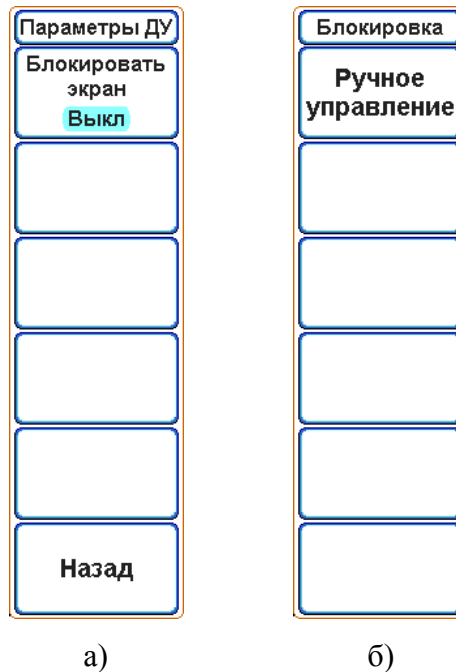 Параметры ДУ
Блокировать
экран
Выкл
Назад
а)
Блокировка
Ручное
управление
б)